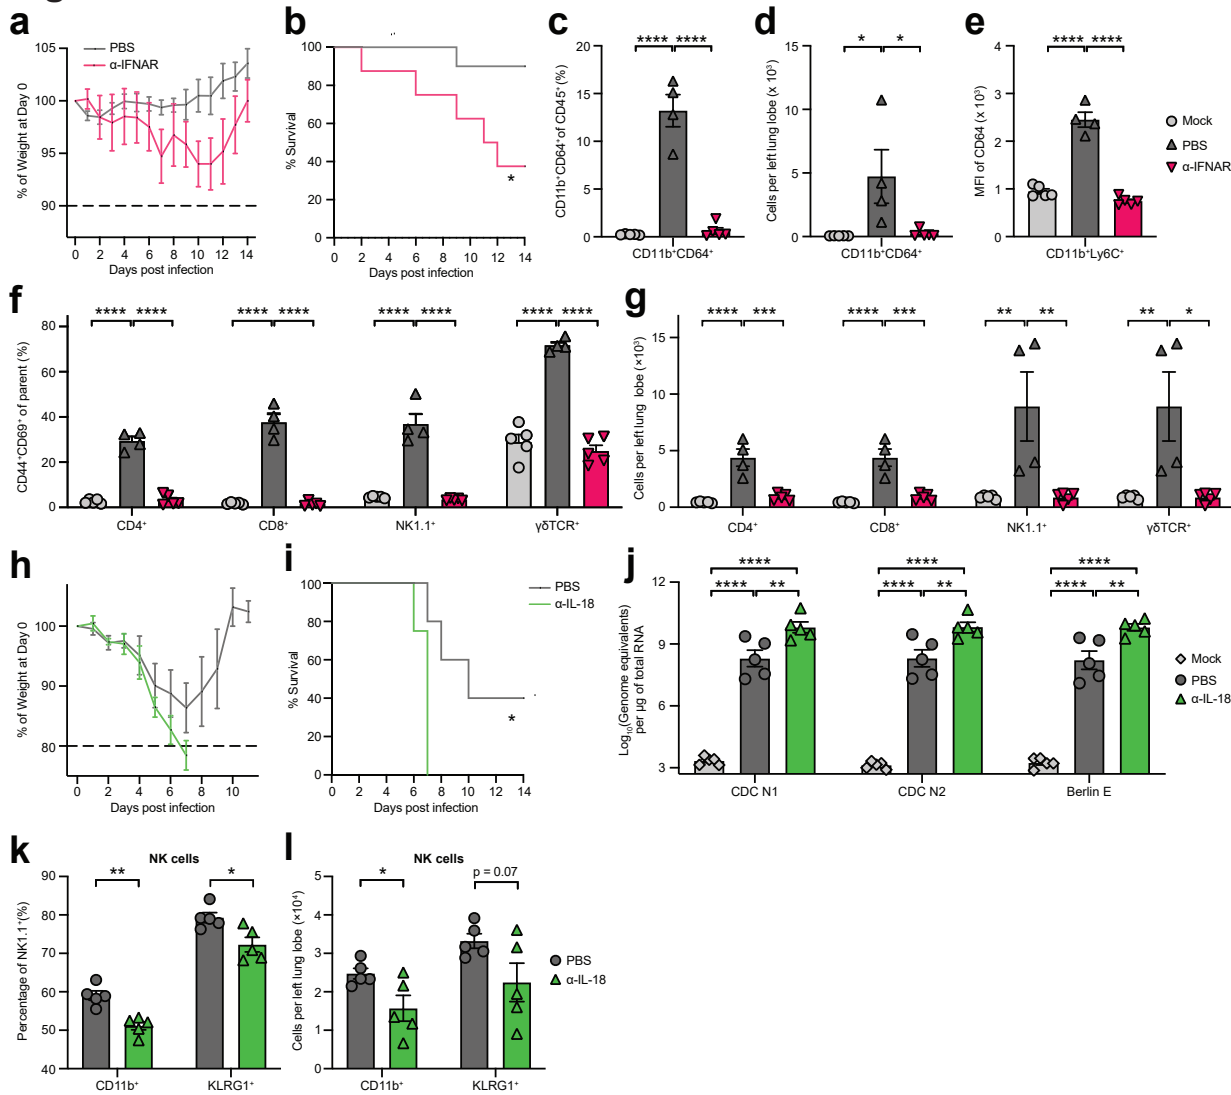 a
105
100
95
90
% of Weight at Day 0
PBS
α-IFNAR
0 2 4 6 8 10 12 14
Days post infection
b
100
80
60
40
20
0
% Survival
*
0 2 4 6 8 10 12 14
Days post infection
c
20
15
10
5
0
CD11b⁺CD64⁺ of CD45⁺(%)
**** ****
CD11b⁺CD64⁺
d
15
10
5
0
Cells per left lung lobe (x 10³)
* *
CD11b⁺CD64⁺
e
6
4
2
0
MFI of CD64 (x 10³)
**** ****
CD11b⁺Ly6C⁺
Mock
PBS
α-IFNAR
f
80
60
40
20
0
CD44⁺CD69⁺ of parent (%)
**** **** **** **** **** **** **** ****
CD4⁺ CD8⁺ NK1.1⁺ γδTCR⁺
g
15
10
5
0
Cells per left lung lobe (×10³)
**** *** **** *** ** ** ** *
CD4⁺ CD8⁺ NK1.1⁺ γδTCR⁺
h
100
90
80
% of Weight at Day 0
0 2 4 6 8 10
Days post infection
i
100
80
60
40
20
0
% Survival
PBS
α-IL-18
*
0 2 4 6 8 10 12 14
Days post infection
j
12
9
6
3
Log₁₀(Genome equivalents)
per µg of total RNA
**** **** ****
**** ** **** ** **** **
CDC N1 CDC N2 Berlin E
Mock
PBS
α-IL-18
k
NK cells
90
80
70
60
50
40
Percentage of NK1.1⁺(%)
** *
CD11b⁺ KLRG1⁺
l
NK cells
5
4
3
2
1
0
Cells per left lung lobe (×10⁴)
* p = 0.07
CD11b⁺ KLRG1⁺
PBS
α-IL-18